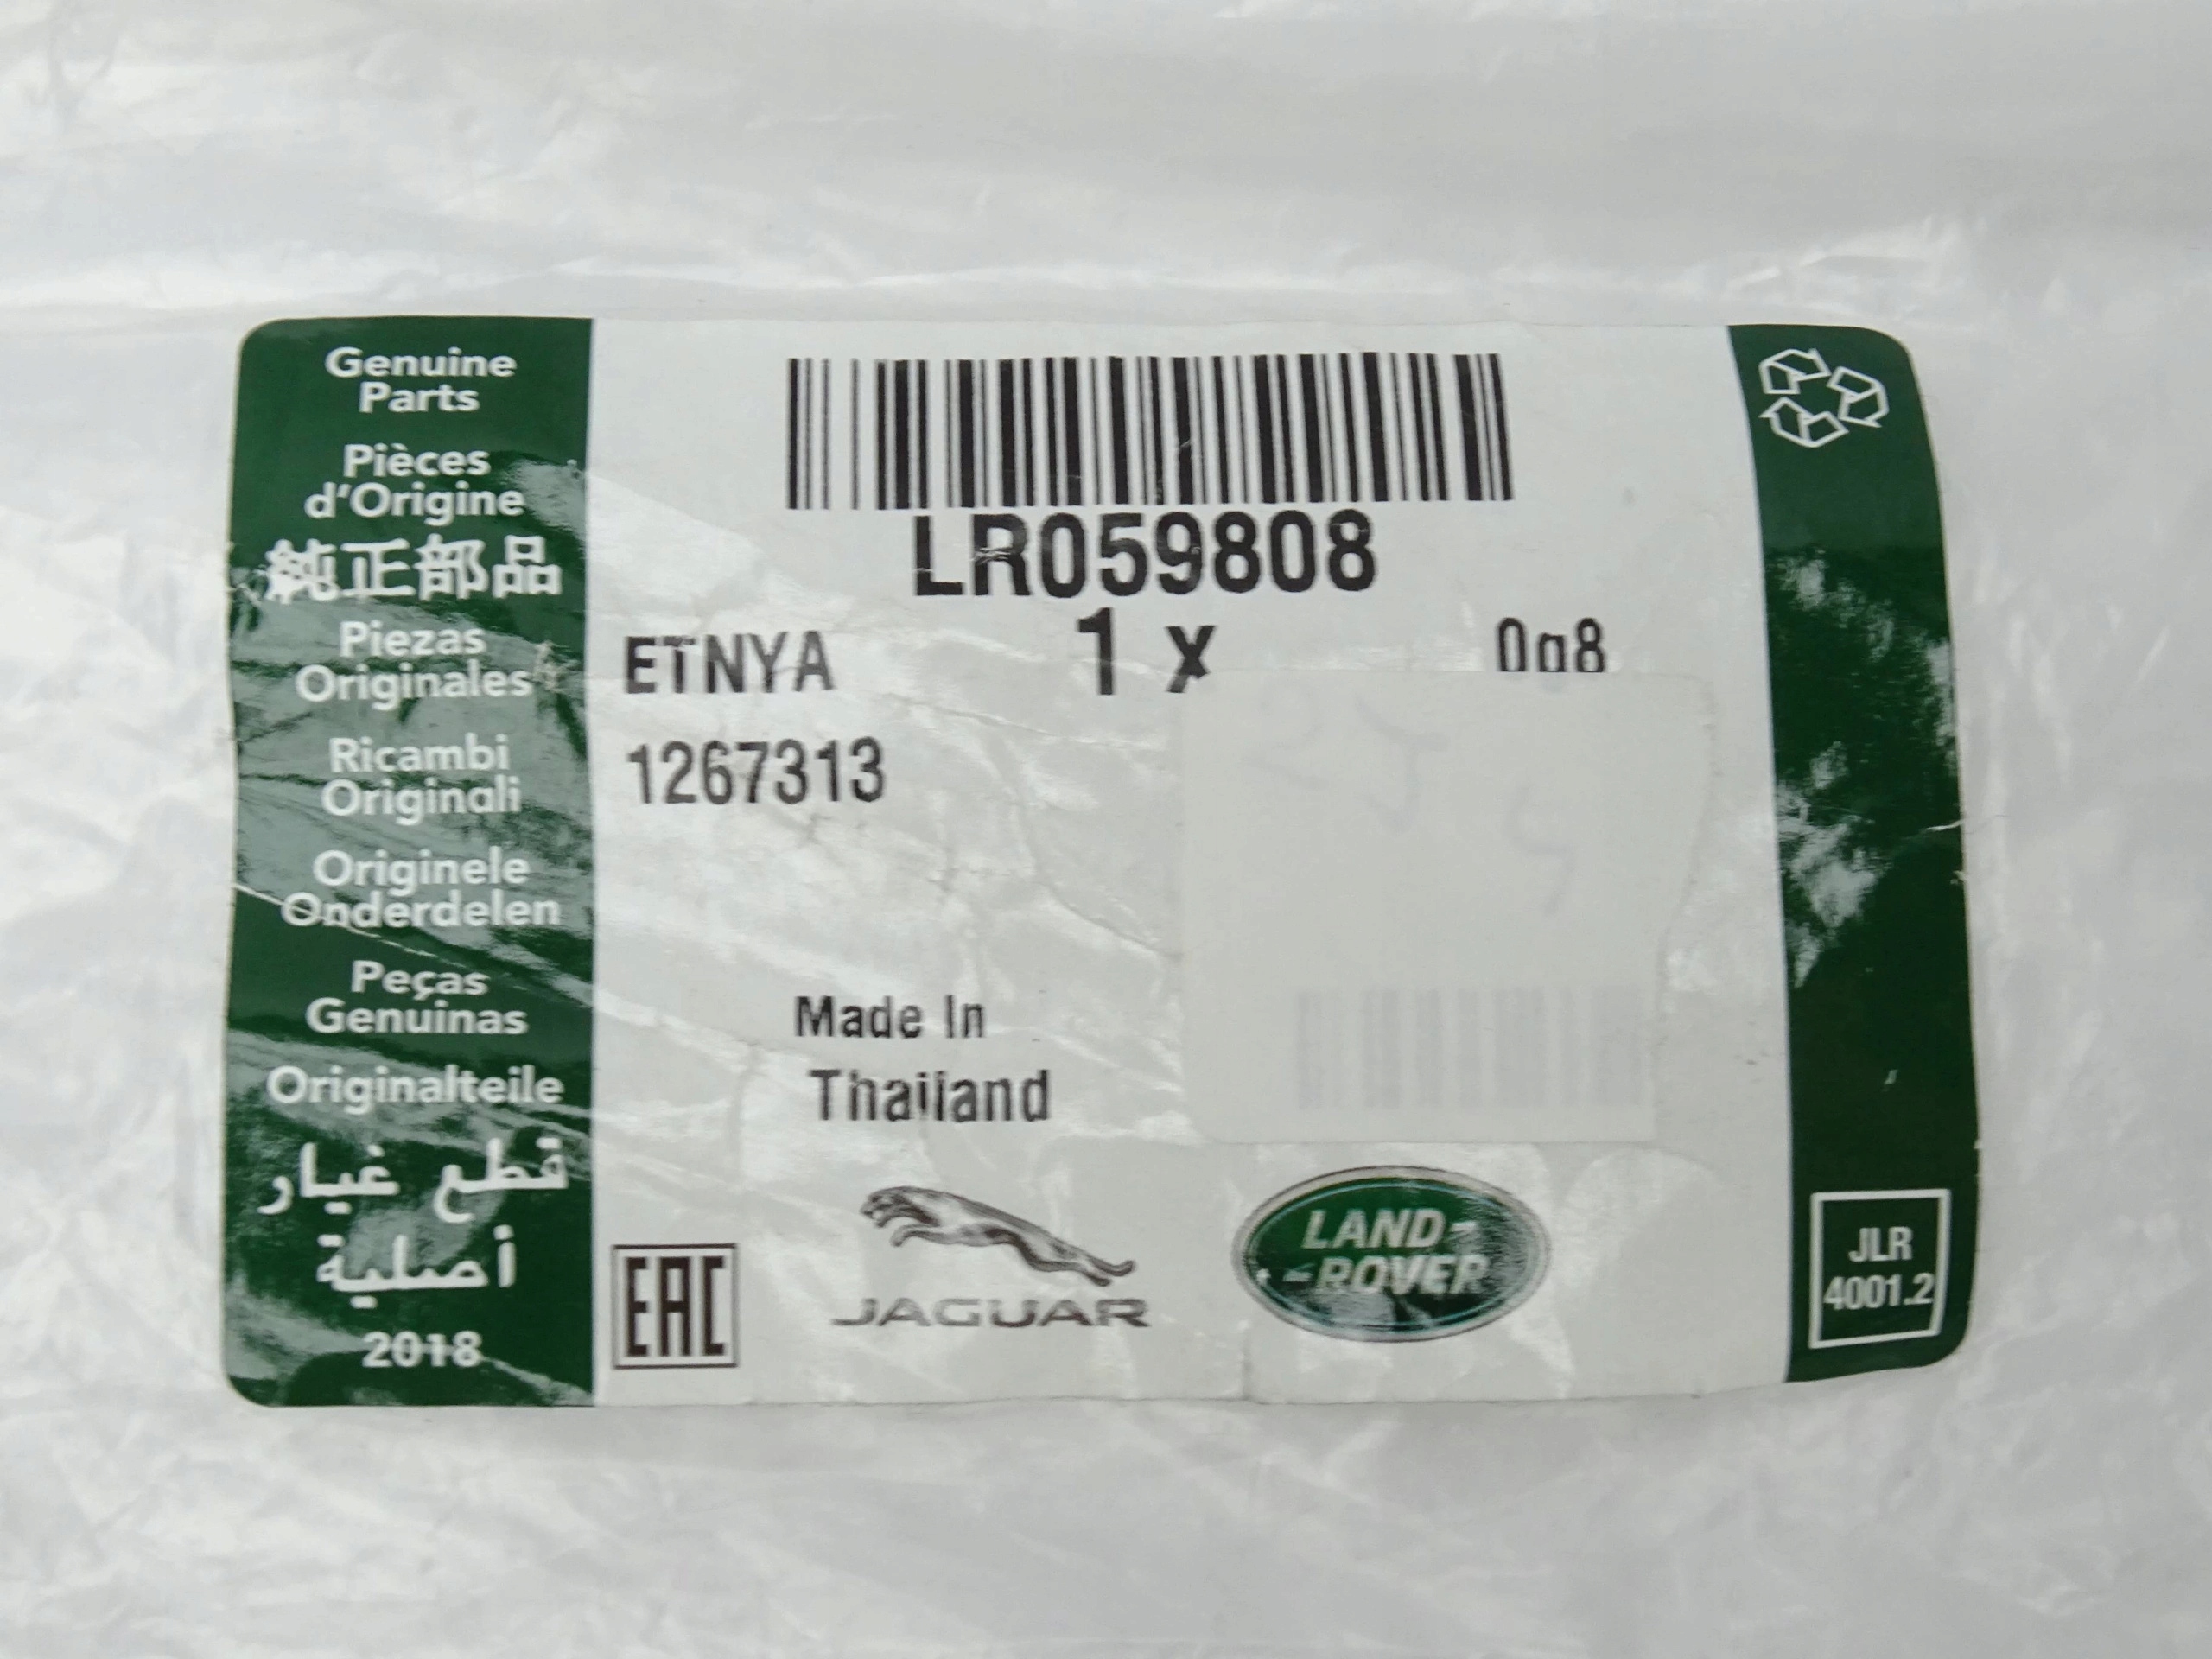 Genuine
Parts
Pièces
d'Origine
純正部品
Piezas
Originales
Ricambi
Originali
Originele
Onderdelen
Peças
Genuinas
Originalteile
قطع غيار
أصلية
2018
LR059808
ETNYA
1 x
1267313
Made In
Thailand
EAC
JAGUAR
LAND-
-ROVER
JLR
4001.2